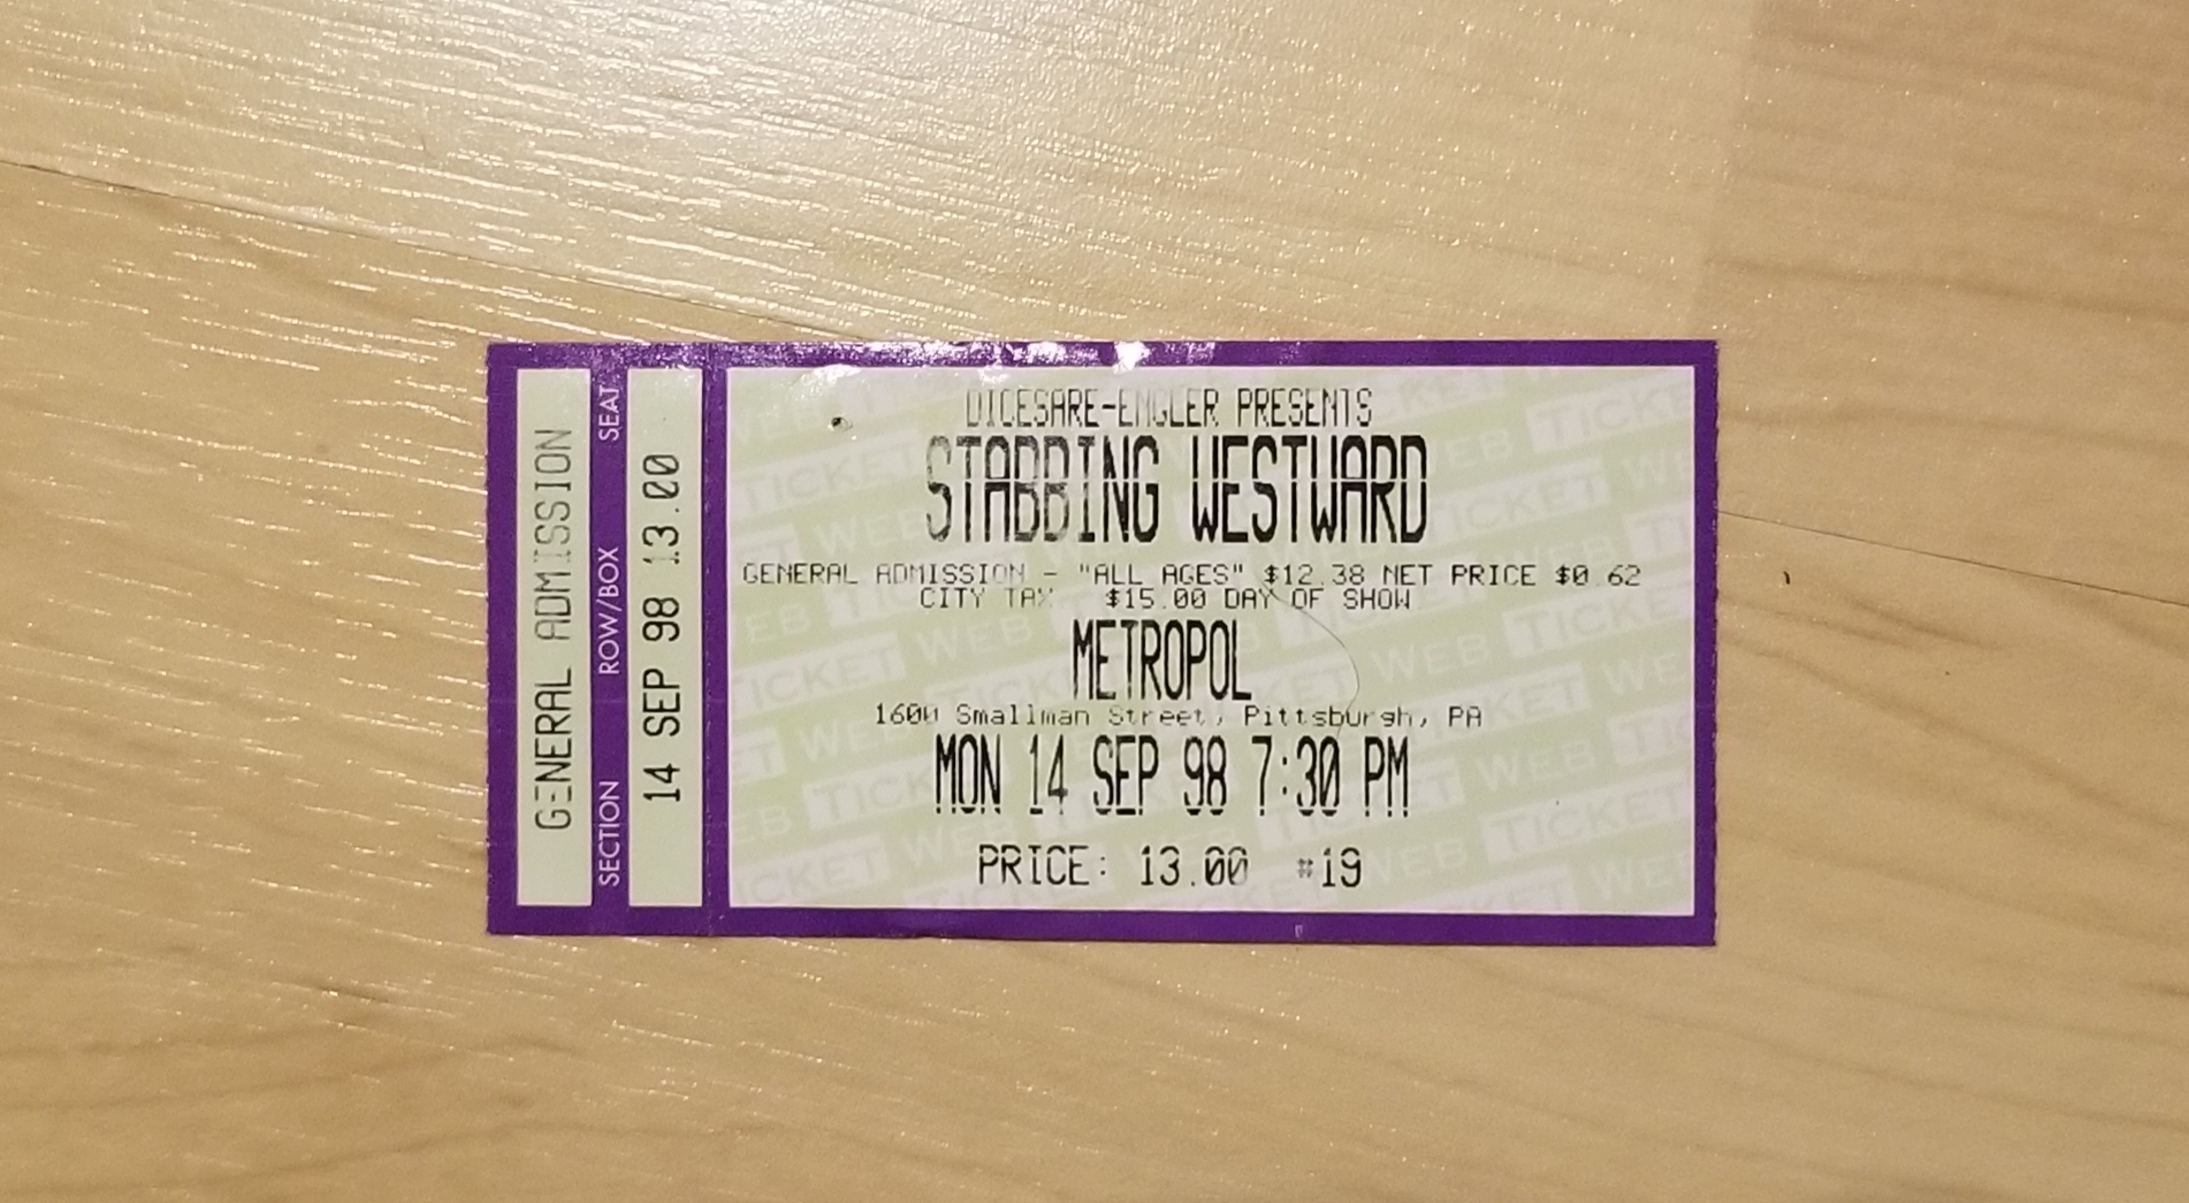 GENERAL ADMISSION
SECTION ROW/BOX SEAT
14 SEP 98 13.00
DICESARE-ENGLER PRESENTS
STABBING WESTWARD
GENERAL ADMISSION - "ALL AGES" $12.38 NET PRICE $0.62
CITY TAX $15.00 DAY OF SHOW
METROPOL
1600 Smallman Street, Pittsburgh, PA
MON 14 SEP 98 7:30 PM
PRICE: 13.00 #19
TICKET WEB